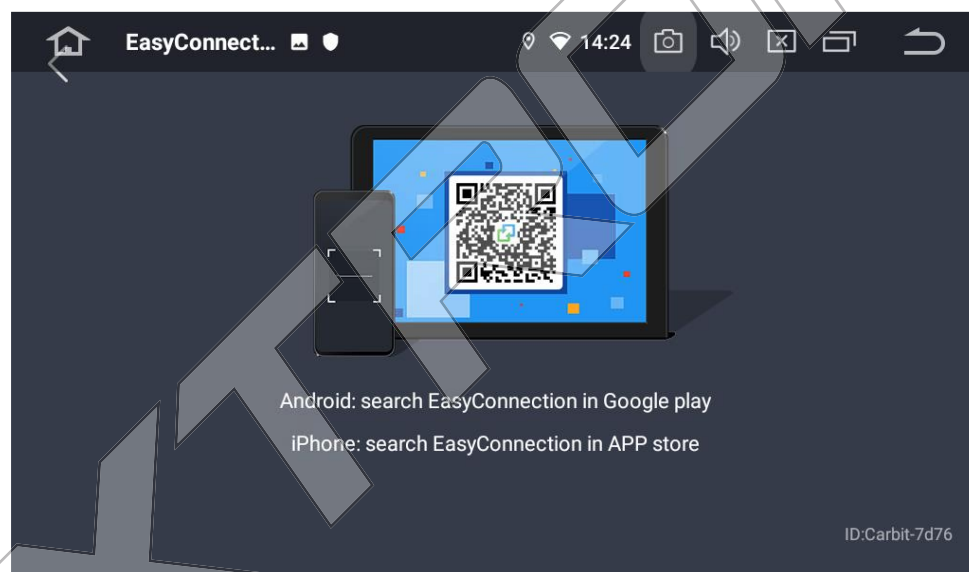 EasyConnect... 14:24
Android: search EasyConnection in Google play
iPhone: search EasyConnection in APP store
ID:Carbit-7d76